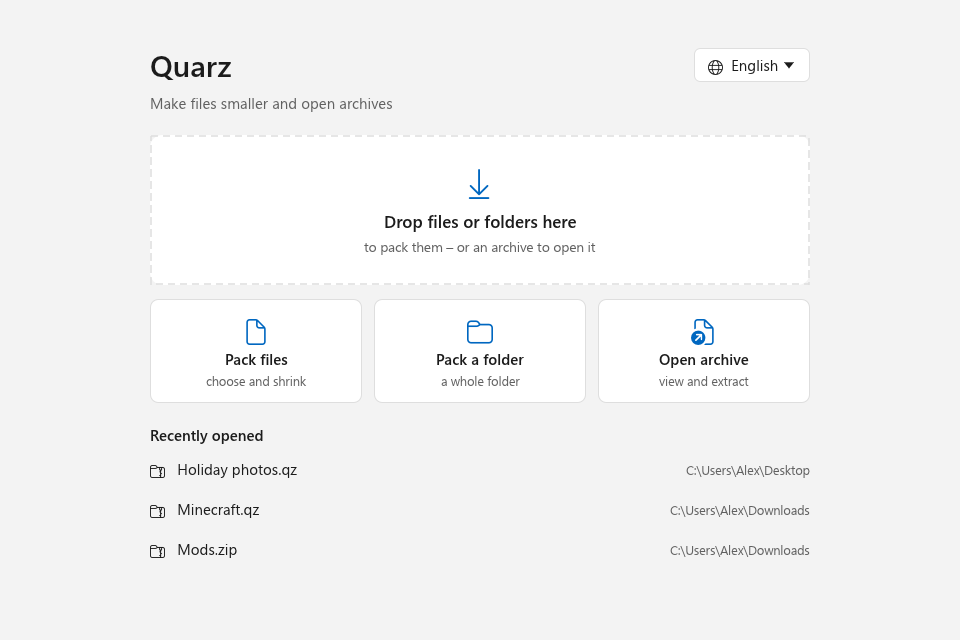 Quarz
English
Make files smaller and open archives
Drop files or folders here
to pack them – or an archive to open it
Pack files
choose and shrink
Pack a folder
a whole folder
Open archive
view and extract
Recently opened
Holiday photos.qz C:\Users\Alex\Desktop
Minecraft.qz C:\Users\Alex\Downloads
Mods.zip C:\Users\Alex\Downloads